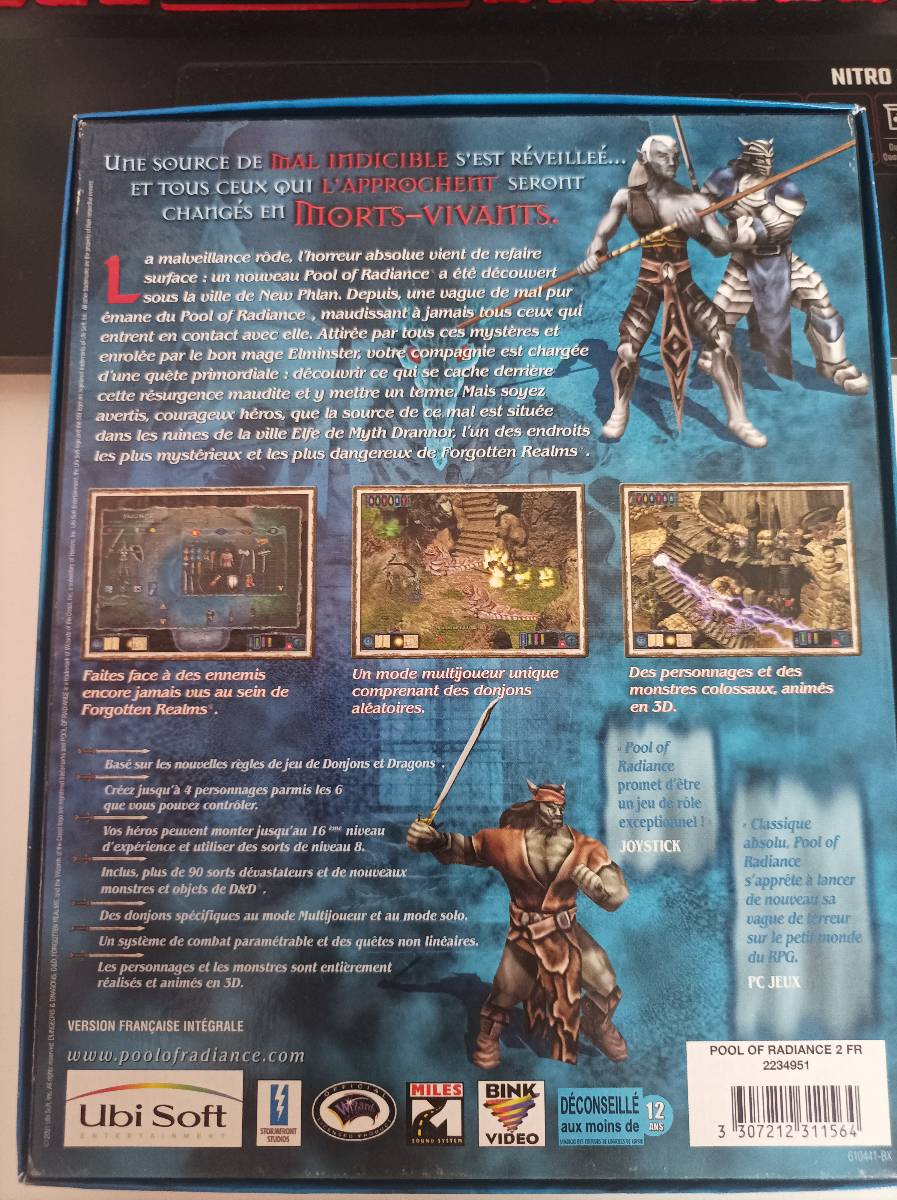 NITRO
UNE SOURCE DE MAL INDICIBLE S'EST RÉVEILLEÉ...
ET TOUS CEUX QUI L'APPROCHENT SERONT
CHANGÉS EN MORTS-VIVANTS.
La malveillance rôde, l'horreur absolue vient de refaire
surface : un nouveau Pool of Radiance a été découvert
sous la ville de New Phlan. Depuis, une vague de mal pur
émane du Pool of Radiance , maudissant à jamais tous ceux qui
entrent en contact avec elle. Attirée par tous ces mystères et
enrolée par le bon mage Elminster, votre compagnie est chargée
d'une quête primordiale : découvrir ce qui se cache derrière
cette résurgence maudite et y mettre un terme. Mais soyez
avertis, courageux héros, que la source de ce mal est située
dans les ruines de la ville Elfe de Myth Drannor, l'un des endroits
les plus mystérieux et les plus dangereux de Forgotten Realms .
Faites face à des ennemis
encore jamais vus au sein de
Forgotten Realms .
Un mode multijoueur unique
comprenant des donjons
aléatoires.
Des personnages et des
monstres colossaux, animés
en 3D.
Basé sur les nouvelles règles de jeu de Donjons et Dragons .
Créez jusqu'à 4 personnages parmis les 6
que vous pouvez contrôler.
Vos héros peuvent monter jusqu'au 16 ème niveau
d'expérience et utiliser des sorts de niveau 8.
Inclus, plus de 90 sorts dévastateurs et de nouveaux
monstres et objets de D&D .
Des donjons spécifiques au mode Multijoueur et au mode solo.
Un système de combat paramétrable et des quêtes non linéaires.
Les personnages et les monstres sont entièrement
réalisés et animés en 3D.
« Pool of
Radiance
promet d'être
un jeu de rôle
exceptionnel ! »
JOYSTICK
« Classique
absolu, Pool of
Radiance
s'apprête à lancer
de nouveau sa
vague de terreur
sur le petit monde
du RPG.
PC JEUX
VERSION FRANÇAISE INTÉGRALE
www.poolofradiance.com
Ubi Soft
ENTERTAINMENT
STORMFRONT
STUDIOS
OFFICIAL
Wizards
LICENSED PRODUCT
MILES
SOUND SYSTEM
BINK
VIDEO
DÉCONSEILLÉ
aux moins de 12 ANS
POOL OF RADIANCE 2 FR
2234951
3 307212 311564
610441-BX